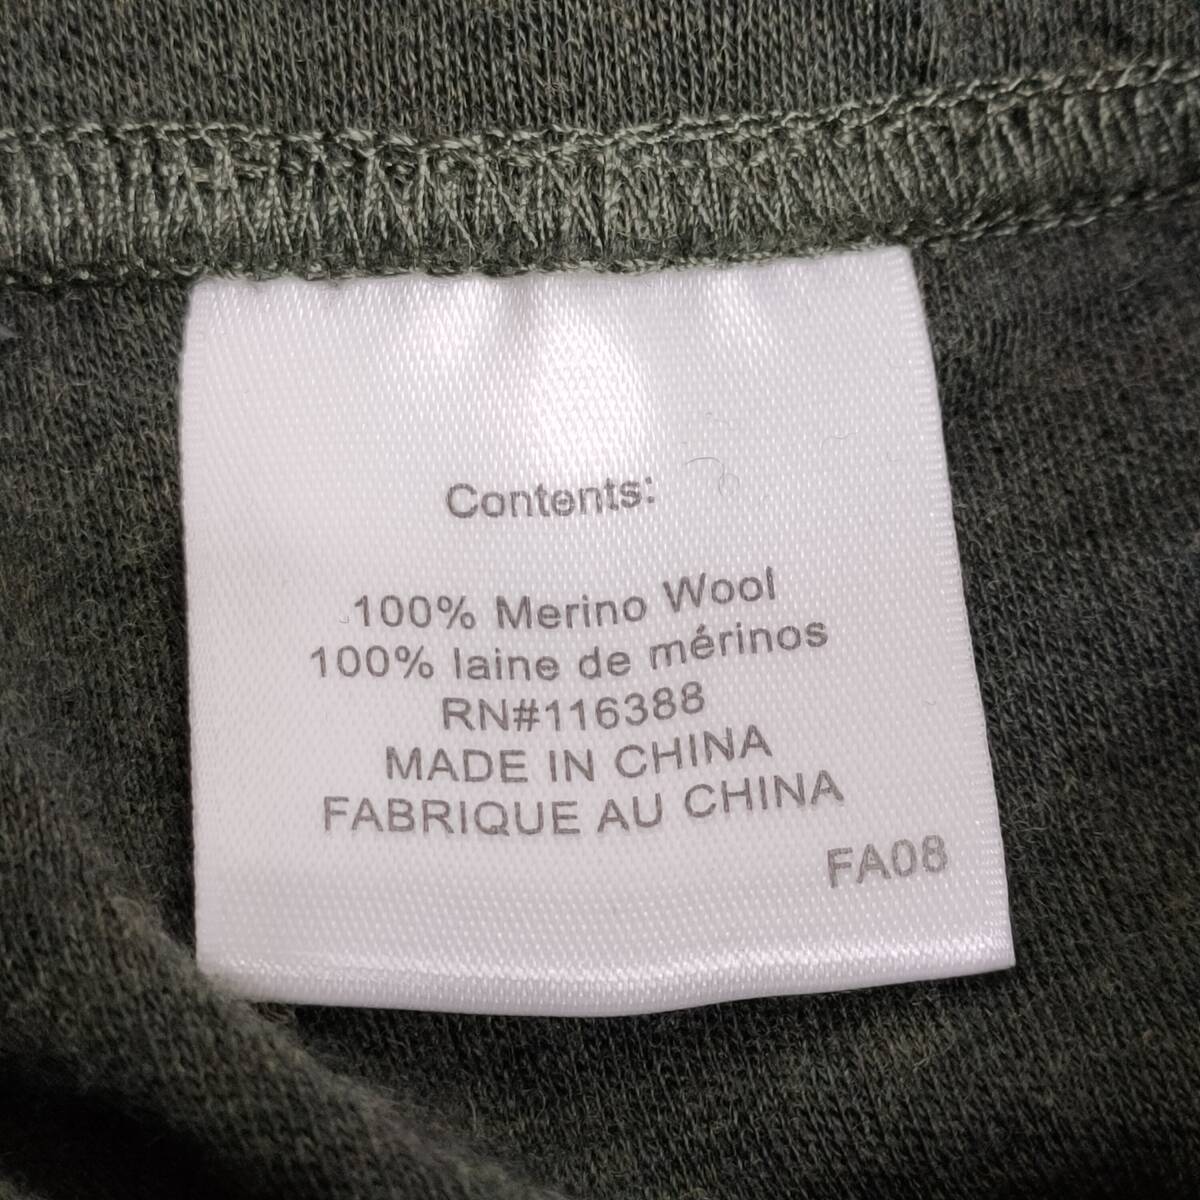 Contents:
100% Merino Wool
100% laine de mérinos
RN#116388
MADE IN CHINA
FABRIQUE AU CHINA
FA08